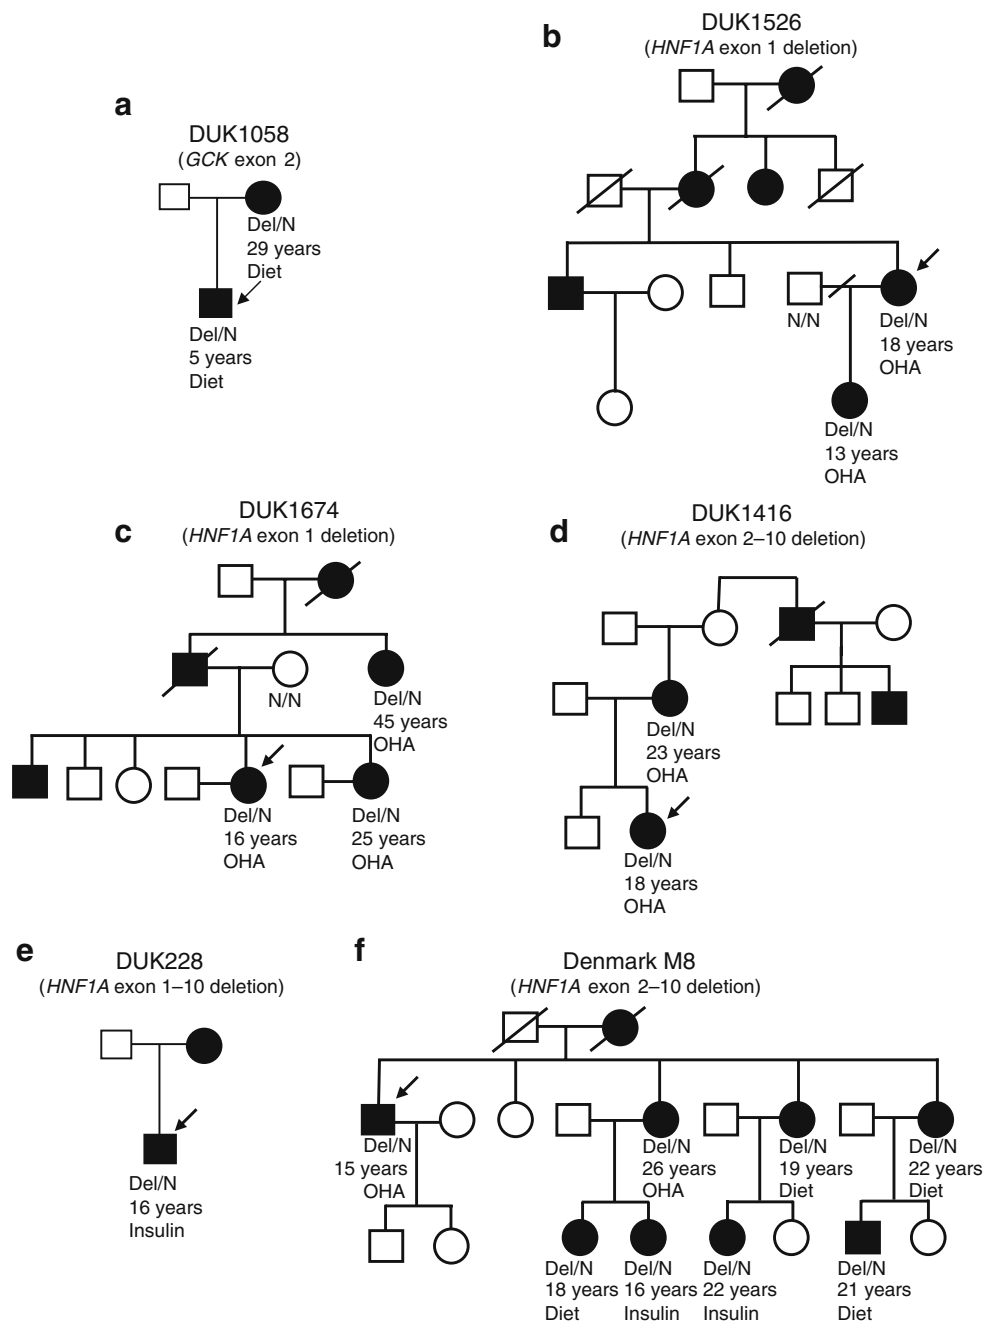 a
DUK1058
(GCK exon 2)
Del/N
29 years
Diet
Del/N
5 years
Diet
b
DUK1526
(HNF1A exon 1 deletion)
N/N
Del/N
18 years
OHA
Del/N
13 years
OHA
c
DUK1674
(HNF1A exon 1 deletion)
N/N
Del/N
45 years
OHA
Del/N
16 years
OHA
Del/N
25 years
OHA
d
DUK1416
(HNF1A exon 2–10 deletion)
Del/N
23 years
OHA
Del/N
18 years
OHA
e
DUK228
(HNF1A exon 1–10 deletion)
Del/N
16 years
Insulin
f
Denmark M8
(HNF1A exon 2–10 deletion)
Del/N
15 years
OHA
Del/N
26 years
OHA
Del/N
19 years
Diet
Del/N
22 years
Diet
Del/N
18 years
Diet
Del/N
16 years
Insulin
Del/N
22 years
Insulin
Del/N
21 years
Diet